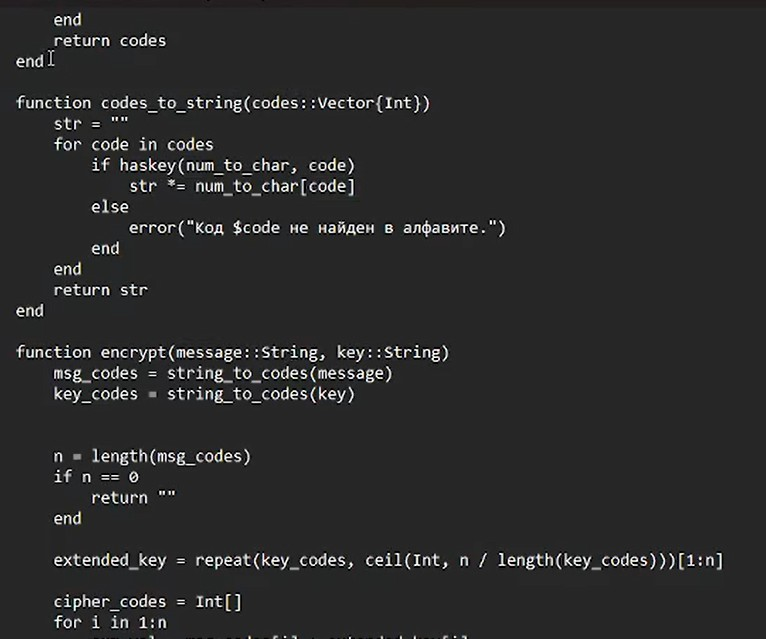 end
    return codes
end

function codes_to_string(codes::Vector{Int})
    str = ""
    for code in codes
        if haskey(num_to_char, code)
            str *= num_to_char[code]
        else
            error("Код $code не найден в алфавите.")
        end
    end
    return str
end

function encrypt(message::String, key::String)
    msg_codes = string_to_codes(message)
    key_codes = string_to_codes(key)


    n = length(msg_codes)
    if n == 0
        return ""
    end

    extended_key = repeat(key_codes, ceil(Int, n / length(key_codes)))[1:n]

    cipher_codes = Int[]
    for i in 1:n